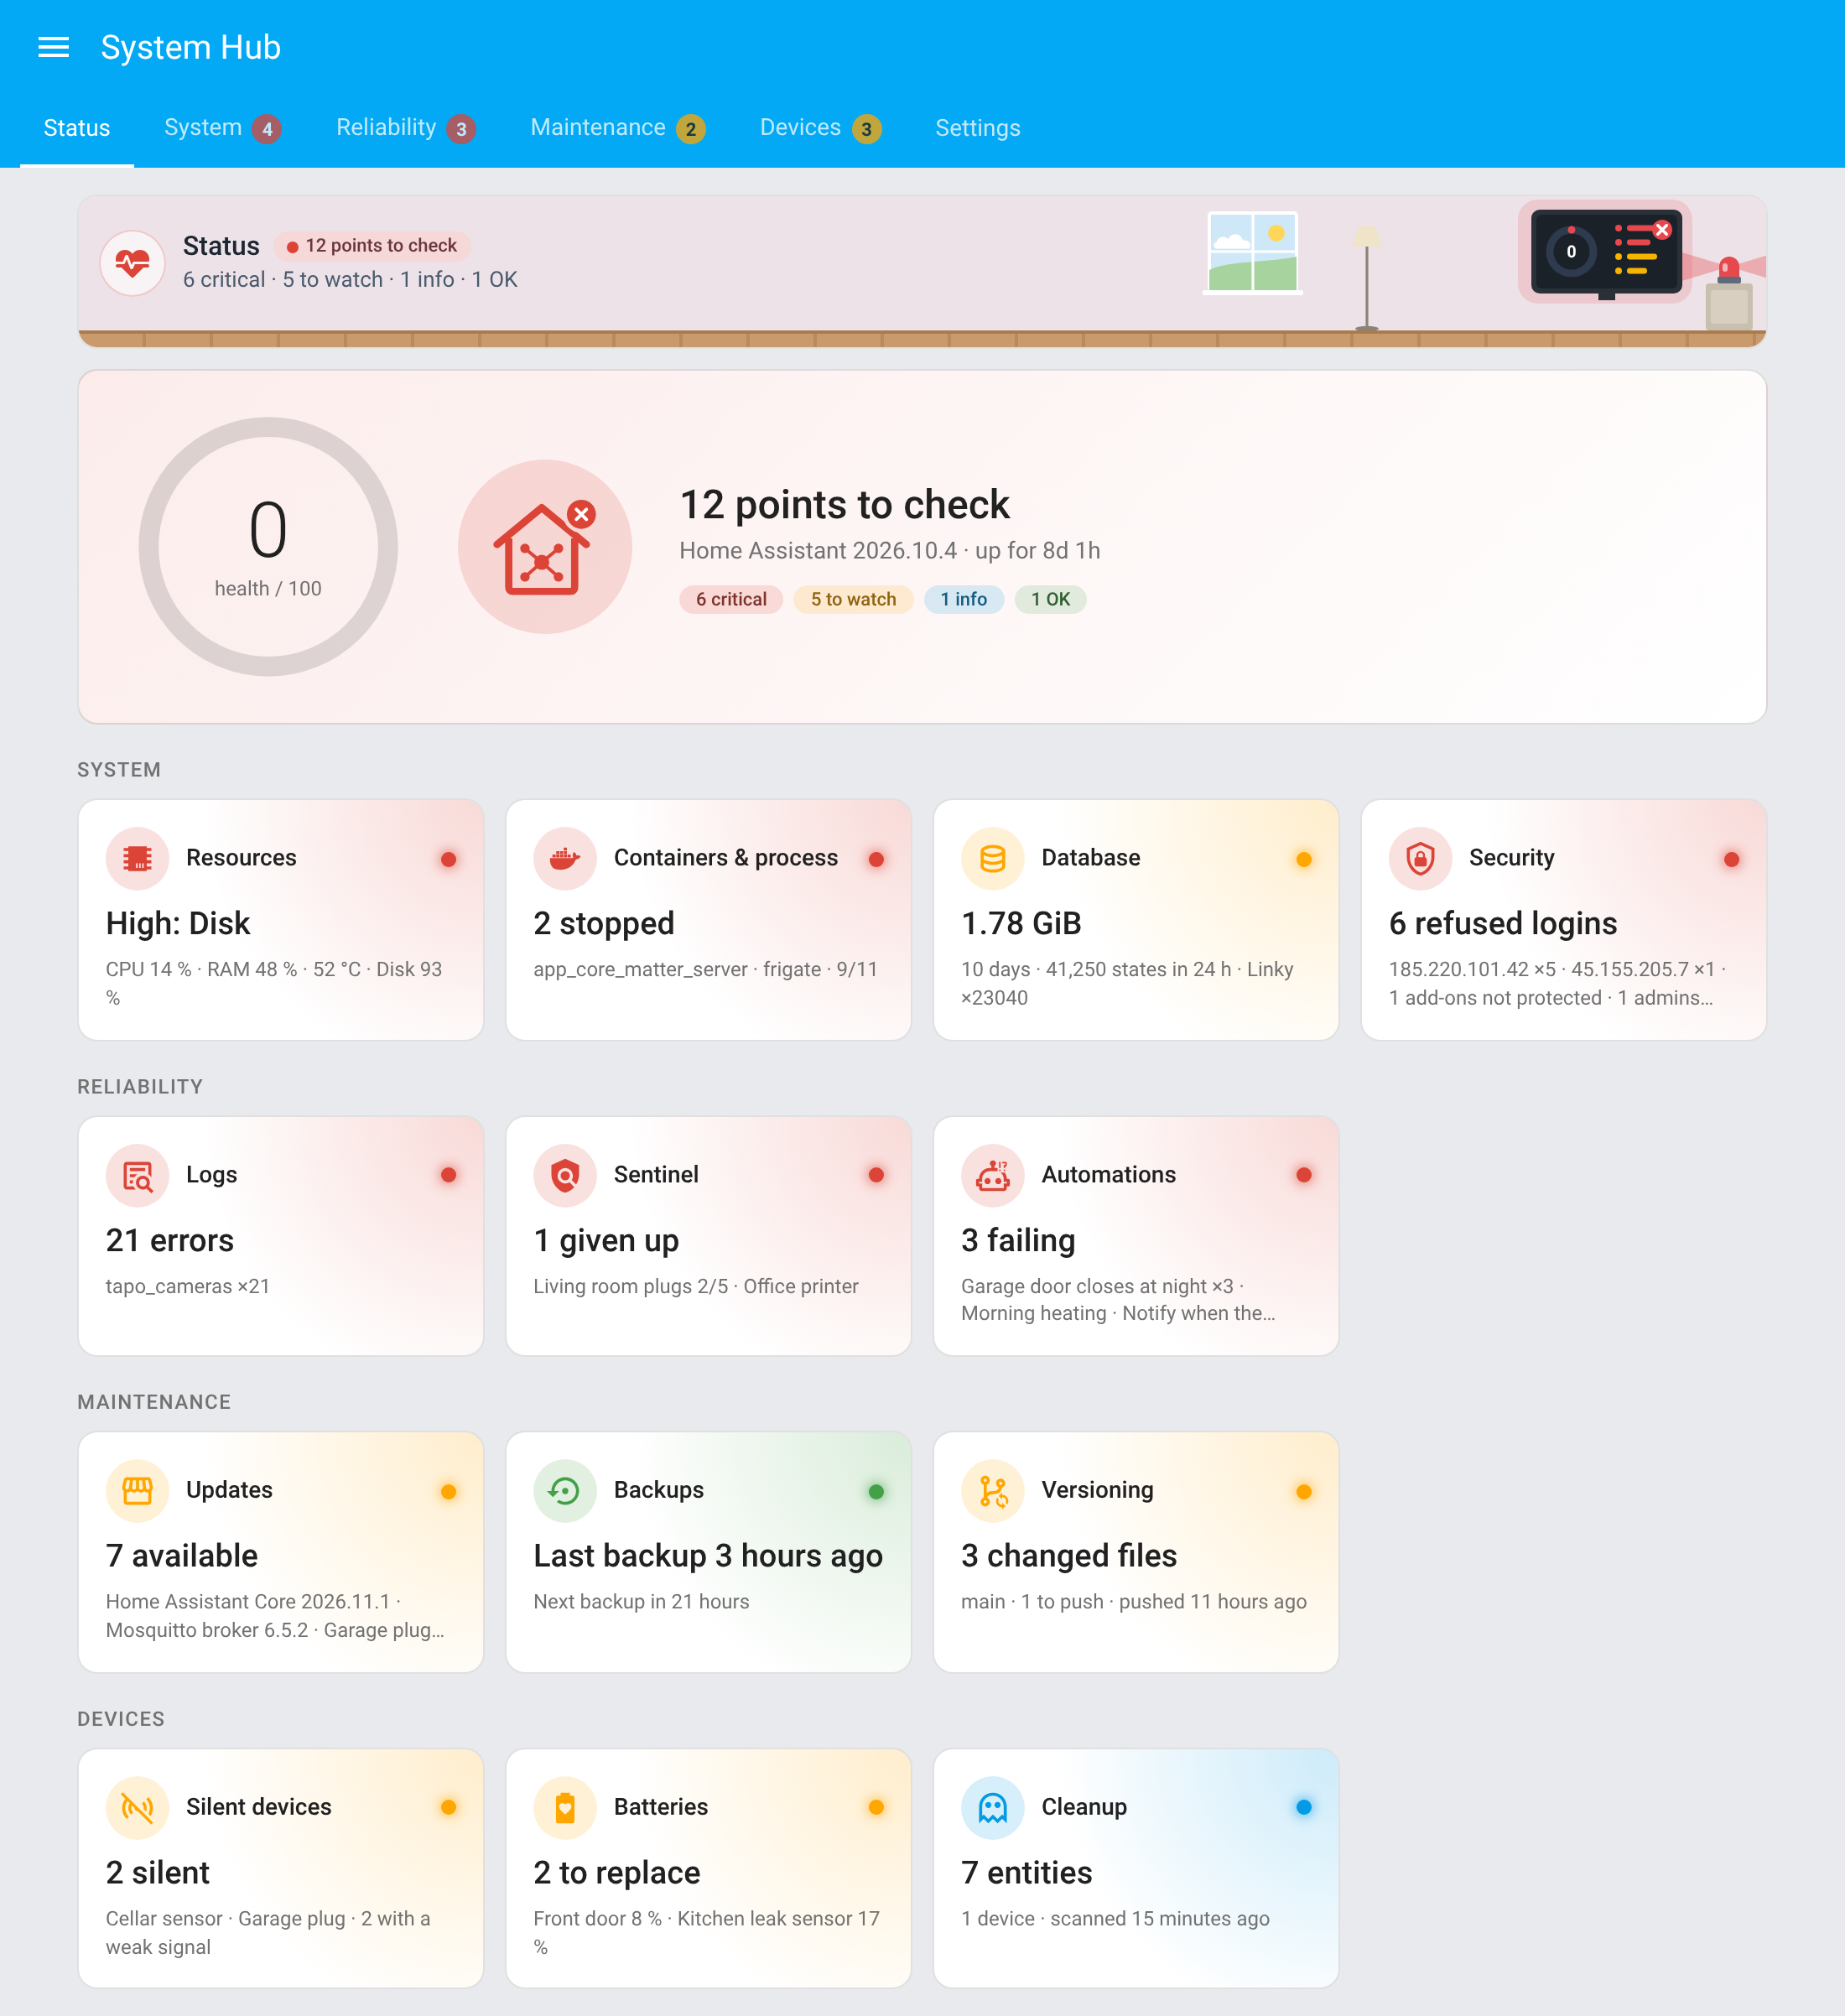 System Hub
Status
System 4
Reliability 3
Maintenance 2
Devices 3
Settings
Status
12 points to check
6 critical · 5 to watch · 1 info · 1 OK
0
0
health / 100
12 points to check
Home Assistant 2026.10.4 · up for 8d 1h
6 critical
5 to watch
1 info
1 OK
SYSTEM
Resources
High: Disk
CPU 14 % · RAM 48 % · 52 °C · Disk 93
%
Containers & process
2 stopped
app_core_matter_server · frigate · 9/11
Database
1.78 GiB
10 days · 41,250 states in 24 h · Linky
×23040
Security
6 refused logins
185.220.101.42 ×5 · 45.155.205.7 ×1 ·
1 add-ons not protected · 1 admins…
RELIABILITY
Logs
21 errors
tapo_cameras ×21
Sentinel
1 given up
Living room plugs 2/5 · Office printer
Automations
3 failing
Garage door closes at night ×3 ·
Morning heating · Notify when the…
MAINTENANCE
Updates
7 available
Home Assistant Core 2026.11.1 ·
Mosquitto broker 6.5.2 · Garage plug…
Backups
Last backup 3 hours ago
Next backup in 21 hours
Versioning
3 changed files
main · 1 to push · pushed 11 hours ago
DEVICES
Silent devices
2 silent
Cellar sensor · Garage plug · 2 with a
weak signal
Batteries
2 to replace
Front door 8 % · Kitchen leak sensor 17
%
Cleanup
7 entities
1 device · scanned 15 minutes ago